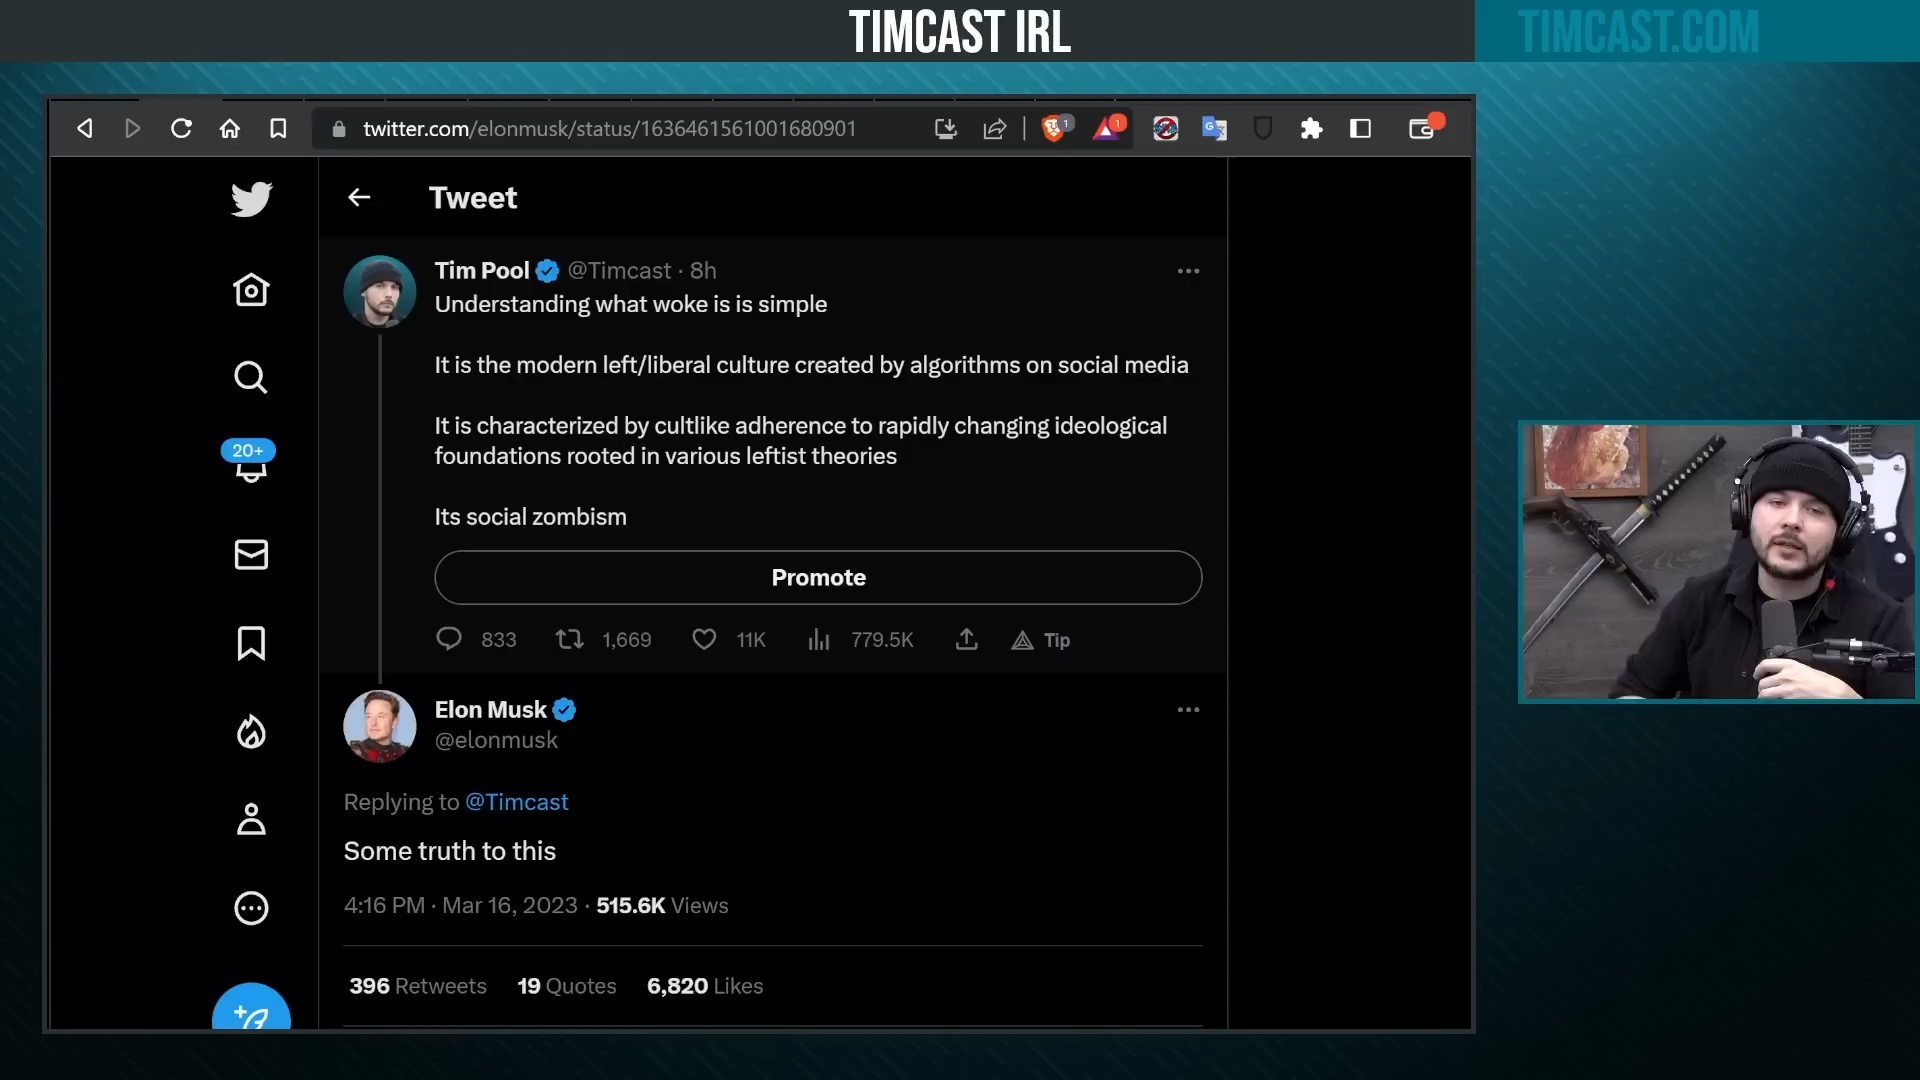 TIMCAST IRL
TIMCAST.COM
twitter.com/elonmusk/status/1636461561001680901
1
1
Tweet
Tim Pool @Timcast · 8h
Understanding what woke is is simple
It is the modern left/liberal culture created by algorithms on social media
It is characterized by cultlike adherence to rapidly changing ideological
foundations rooted in various leftist theories
Its social zombism
Promote
833 1,669 11K 779.5K Tip
20+
Elon Musk
@elonmusk
Replying to @Timcast
Some truth to this
4:16 PM · Mar 16, 2023 · 515.6K Views
396 Retweets 19 Quotes 6,820 Likes